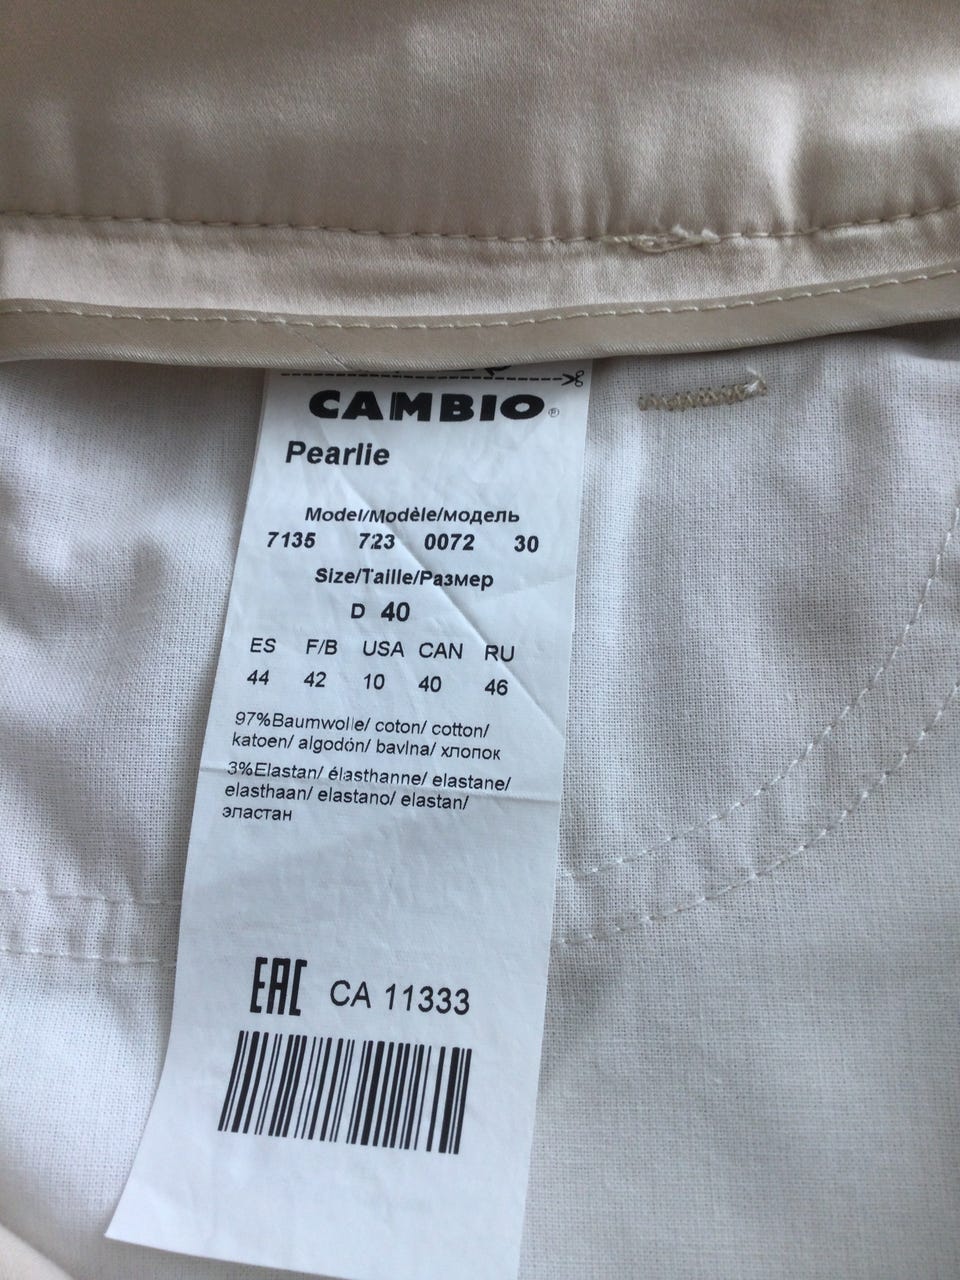 CAMBIO®
Pearlie
Model/Modèle/модель
7135 723 0072 30
Size/Taille/Размер
D 40
ES F/B USA CAN RU
44 42 10 40 46
97%Baumwolle/ coton/ cotton/
katoen/ algodón/ bavlna/ хлопок
3%Elastan/ élasthanne/ elastane/
elasthaan/ elastano/ elastan/
эластан
EAC CA 11333